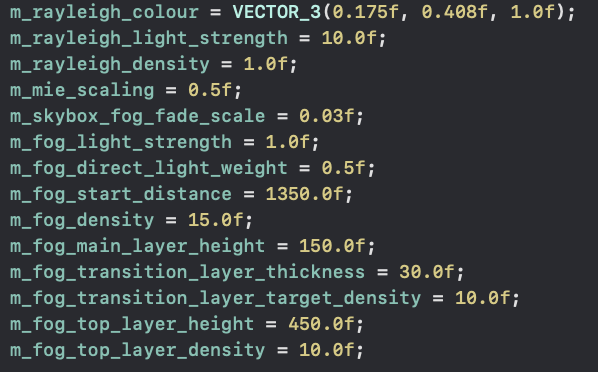 m_rayleigh_colour = VECTOR_3(0.175f, 0.408f, 1.0f);
m_rayleigh_light_strength = 10.0f;
m_rayleigh_density = 1.0f;
m_mie_scaling = 0.5f;
m_skybox_fog_fade_scale = 0.03f;
m_fog_light_strength = 1.0f;
m_fog_direct_light_weight = 0.5f;
m_fog_start_distance = 1350.0f;
m_fog_density = 15.0f;
m_fog_main_layer_height = 150.0f;
m_fog_transition_layer_thickness = 30.0f;
m_fog_transition_layer_target_density = 10.0f;
m_fog_top_layer_height = 450.0f;
m_fog_top_layer_density = 10.0f;